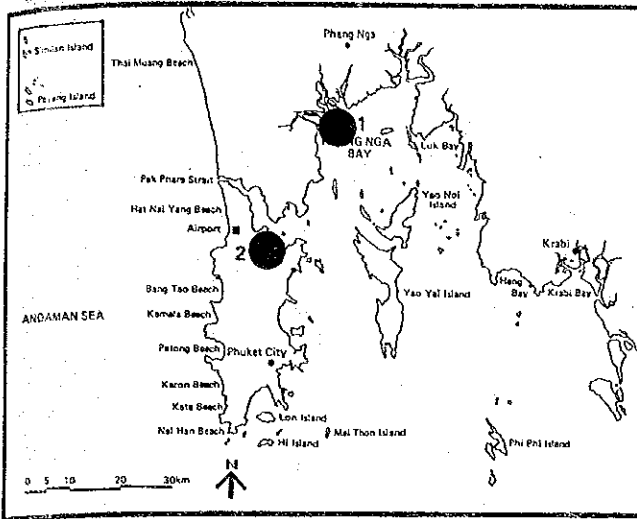 Similan Island
Phang Nga
Thai Muang Beach
1
NGA
BAY
Luk Bay
Pak Phara Strait
Yao Noi
Island
Hat Nai Yang Beach
Airport
2
Krabi
Hang
Bay
Krabi Bay
Bang Tao Beach
Yao Yai Island
ANDAMAN SEA
Kamala Beach
Patong Beach
Phuket City
Karon Beach
Kata Beach
Lon Island
Nai Han Beach
Hi Island
Mai Thon Island
Phi Phi Island
N
0 5 10 20 30km